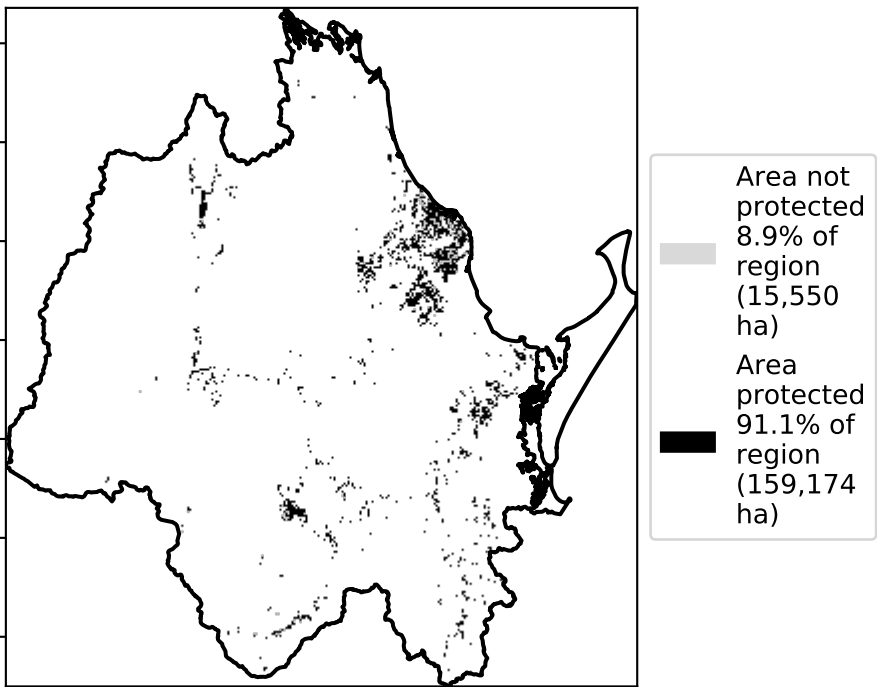 Area not
protected
8.9% of
region
(15,550
ha)
Area
protected
91.1% of
region
(159,174
ha)